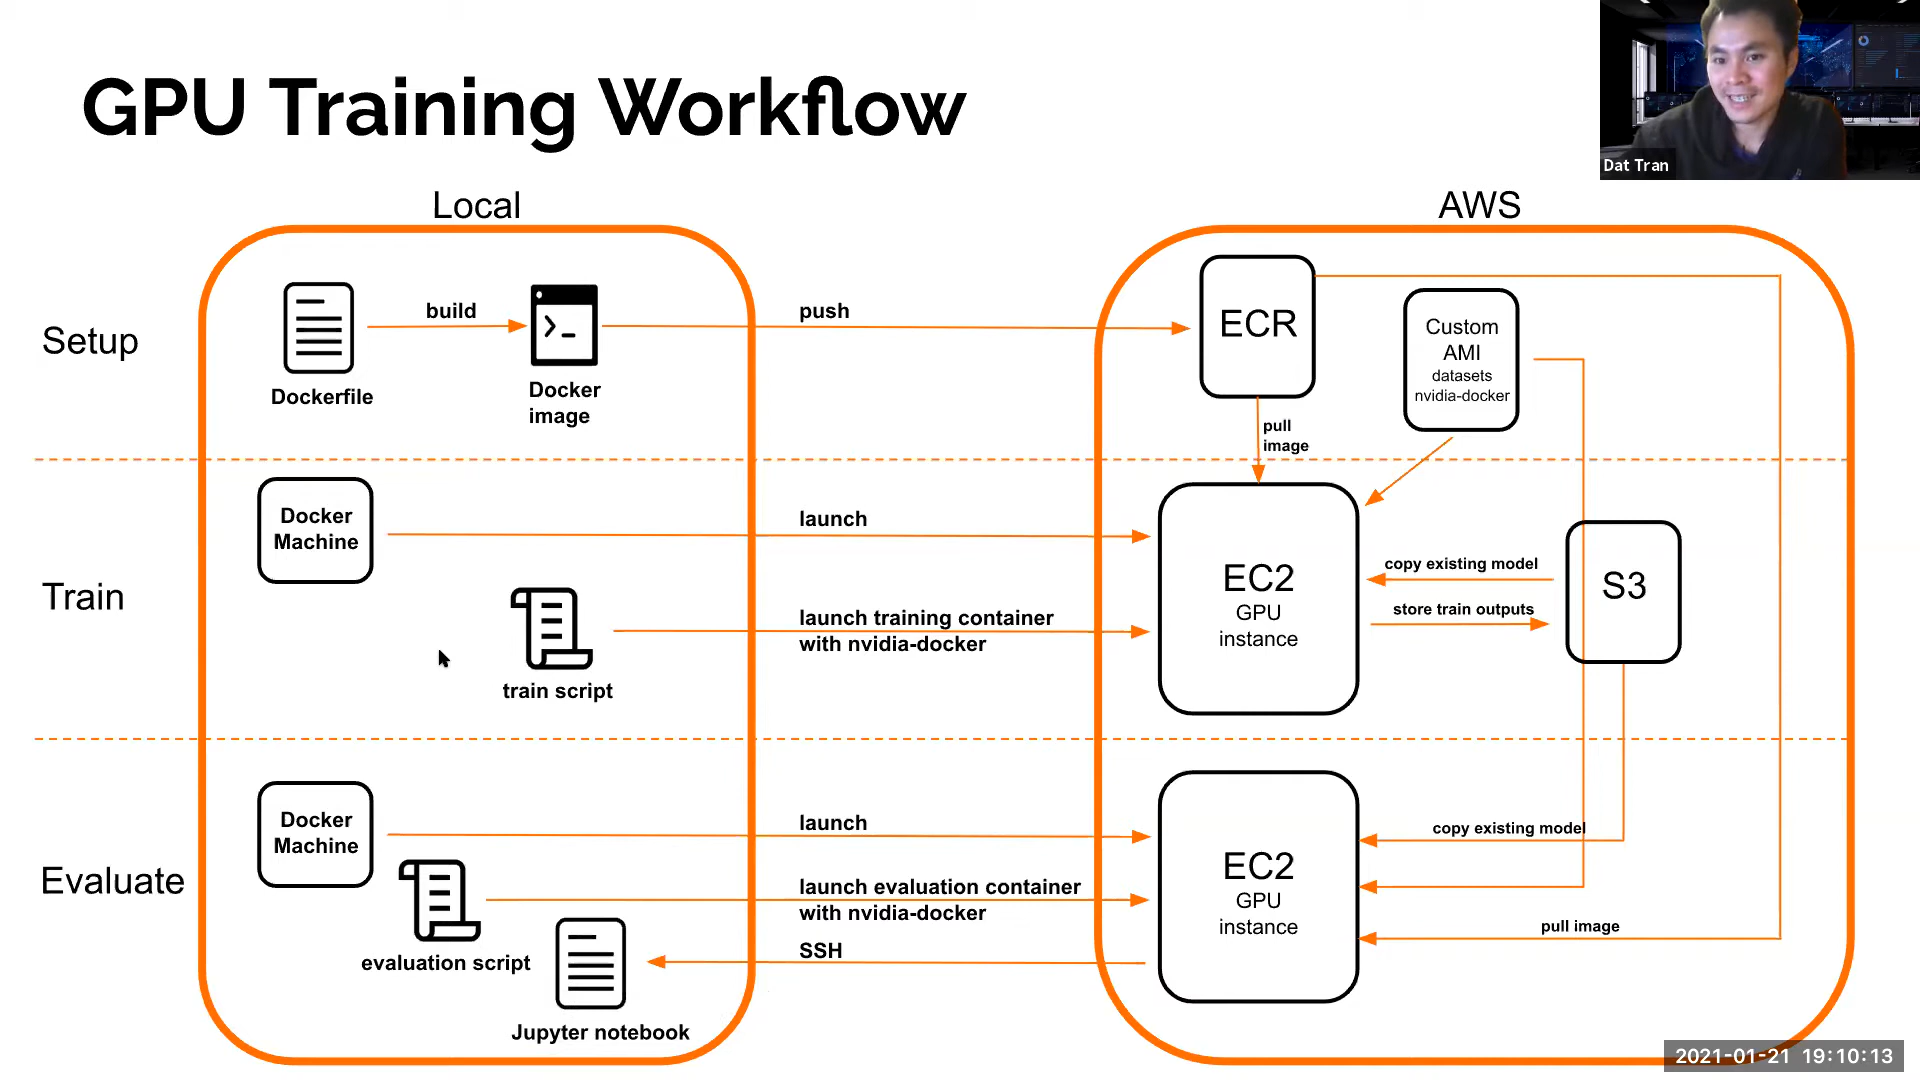 GPU Training Workflow
Dat Tran
Local
AWS
Setup
Dockerfile
build
Docker
image
push
ECR
Custom
AMI
datasets
nvidia-docker
pull
image
Train
Docker
Machine
launch
train script
launch training container
with nvidia-docker
EC2
GPU
instance
copy existing model
store train outputs
S3
Evaluate
Docker
Machine
launch
evaluation script
launch evaluation container
with nvidia-docker
SSH
Jupyter notebook
EC2
GPU
instance
copy existing model
pull image
2021-01-21 19:10:13